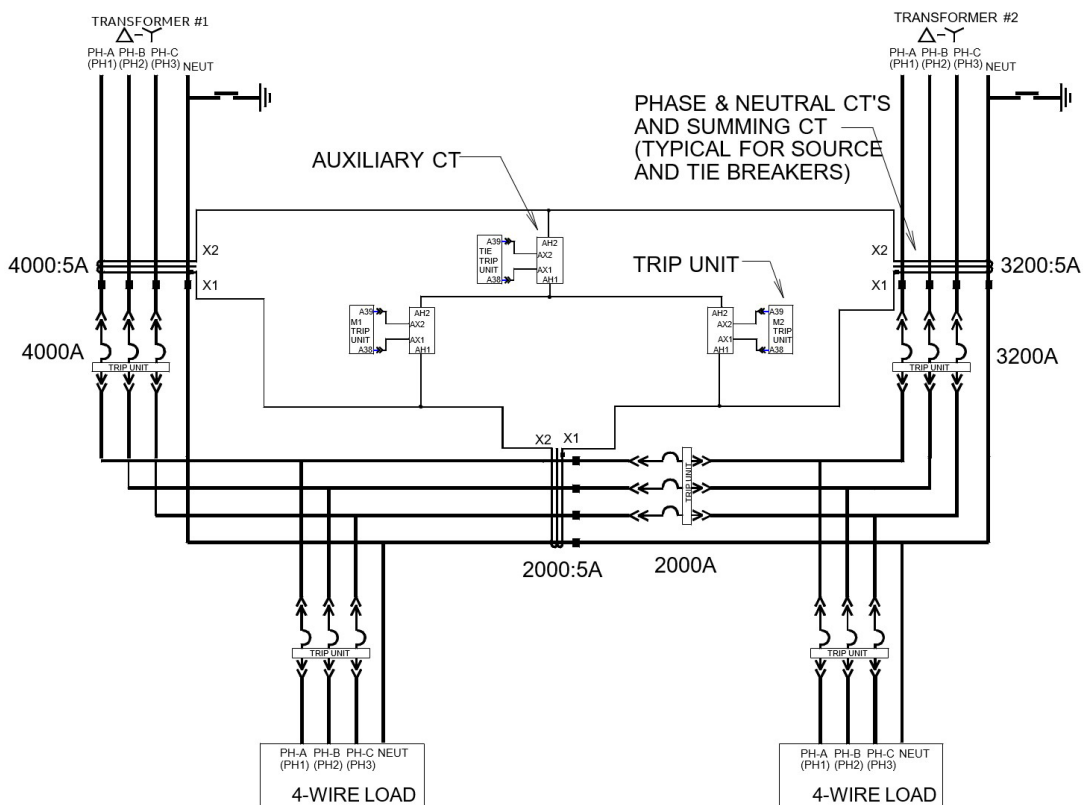 TRANSFORMER #1
PH-A PH-B PH-C
(PH1) (PH2) (PH3) NEUT
TRANSFORMER #2
PH-A PH-B PH-C
(PH1) (PH2) (PH3) NEUT
PHASE & NEUTRAL CT'S
AND SUMMING CT
(TYPICAL FOR SOURCE
AND TIE BREAKERS)
AUXILIARY CT
4000:5A
X2
X1
A39
TIE
TRIP
UNIT
A38
AH2
AX2
AX1
AH1
X2
X1
3200:5A
TRIP UNIT
A39
M1
TRIP
UNIT
A38
AH2
AX2
AX1
AH1
AH2
AX2
AX1
AH1
A39
M2
TRIP
UNIT
A38
4000A
TRIP UNIT
TRIP UNIT
3200A
X2 X1
TRIP UNIT
2000:5A
2000A
TRIP UNIT
TRIP UNIT
PH-A PH-B PH-C NEUT
(PH1) (PH2) (PH3)
4-WIRE LOAD
PH-A PH-B PH-C NEUT
(PH1) (PH2) (PH3)
4-WIRE LOAD